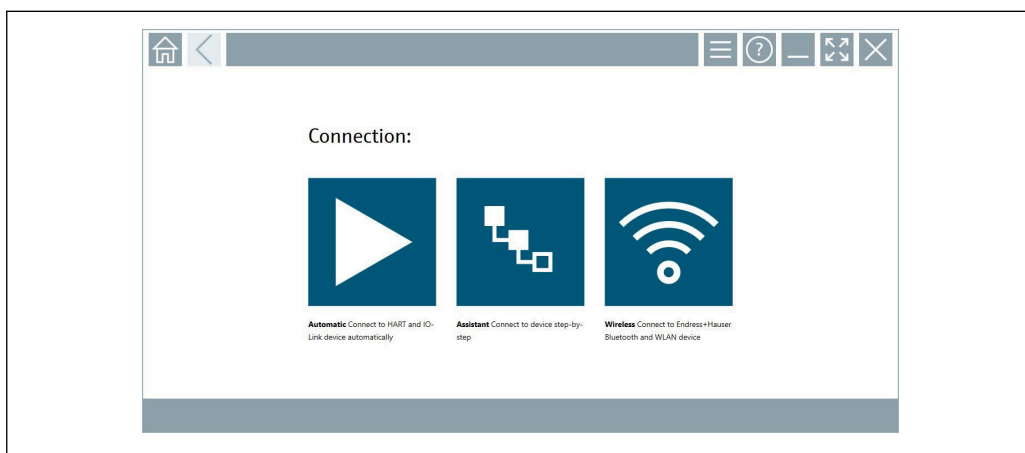 Connection:
Automatic Connect to HART and IO-
Link device automatically
Assistant Connect to device step-by-
step
Wireless Connect to Endress+Hauser
Bluetooth and WLAN device